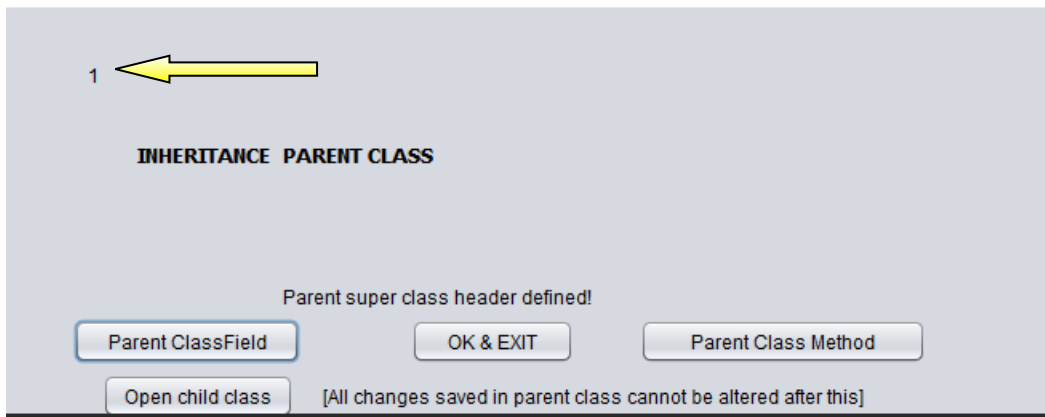 1
INHERITANCE PARENT CLASS
Parent super class header defined!
Parent ClassField OK & EXIT Parent Class Method
Open child class [All changes saved in parent class cannot be altered after this]